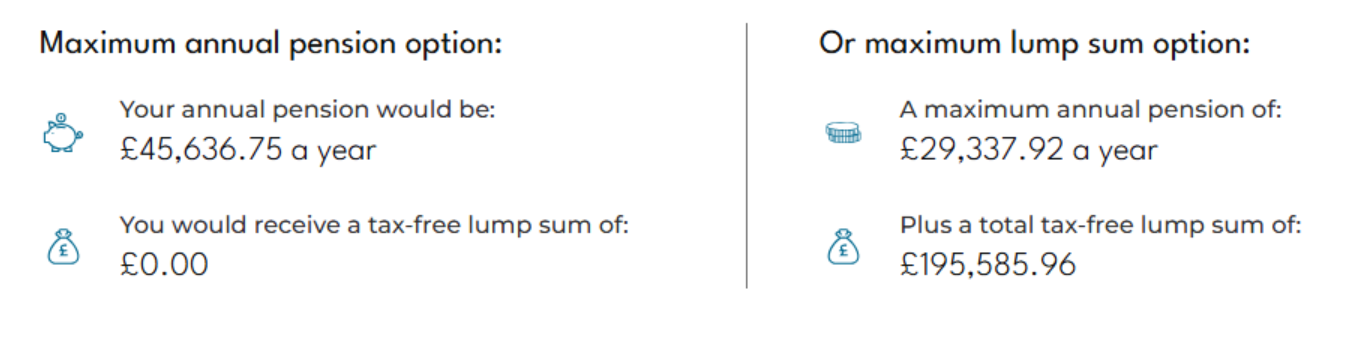 Maximum annual pension option:
Your annual pension would be:
£45,636.75 a year
You would receive a tax-free lump sum of:
£0.00
Or maximum lump sum option:
A maximum annual pension of:
£29,337.92 a year
Plus a total tax-free lump sum of:
£195,585.96